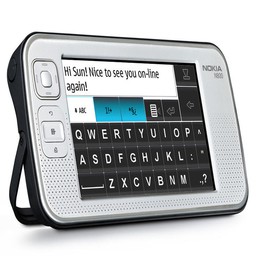 Hi Sun! Nice to see you on-line
again!
NOKIA
N800
ABC
Q W E R T Y U I O P
A S D F G H J K L
Z X C V B N M .,?